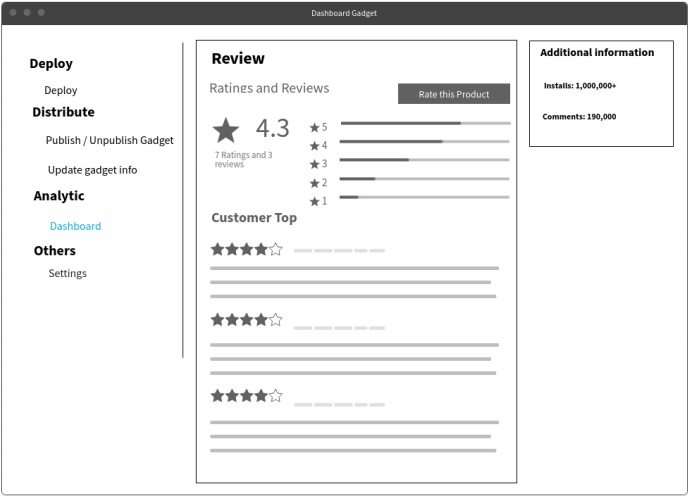 Dashboard Gadget
Deploy
Deploy
Distribute
Publish / Unpublish Gadget
Update gadget info
Analytic
Dashboard
Others
Settings
Review
Ratings and Reviews
Rate this Product
4.3
7 Ratings and 3
reviews
5
4
3
2
1
Customer Top
Additional information
Installs: 1,000,000+
Comments: 190,000